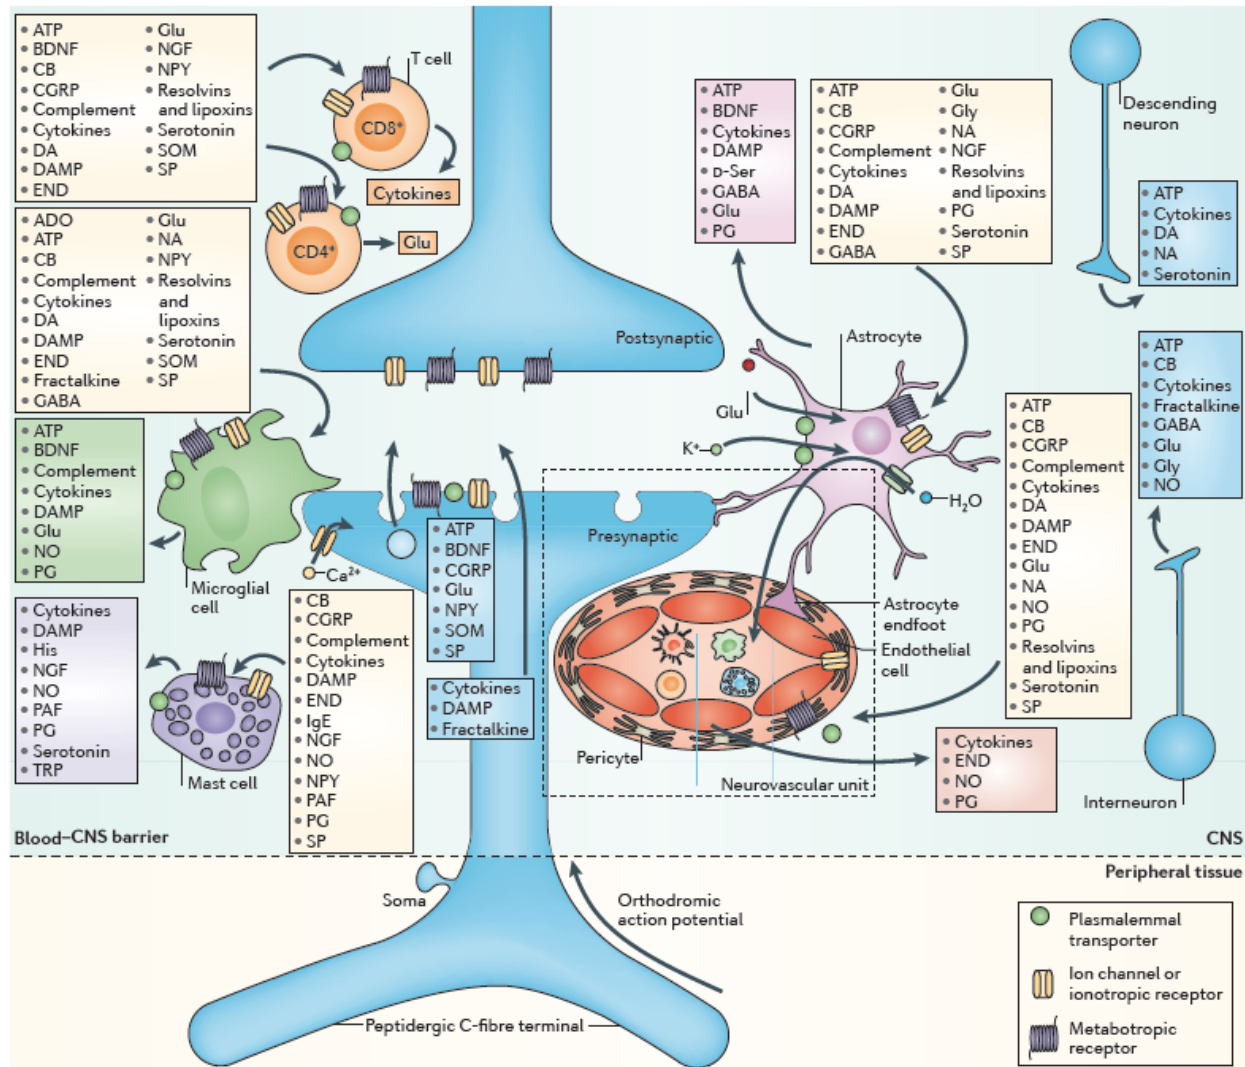 • ATP
• BDNF
• CB
• CGRP
• Complement
• Cytokines
• DA
• DAMP
• END
• Glu
• NGF
• NPY
• Resolvins
and lipoxins
• Serotonin
• SOM
• SP
T cell
CD8⁺
Cytokines
CD4⁺
Glu
• ADO
• ATP
• CB
• Complement
• Cytokines
• DA
• DAMP
• END
• Fractalkine
• GABA
• Glu
• NA
• NPY
• Resolvins
and
lipoxins
• Serotonin
• SOM
• SP
• ATP
• BDNF
• Complement
• Cytokines
• DAMP
• Glu
• NO
• PG
Microglial
cell
• Cytokines
• DAMP
• His
• NGF
• NO
• PAF
• PG
• Serotonin
• TRP
Mast cell
Ca²⁺
• CB
• CGRP
• Complement
• Cytokines
• DAMP
• END
• IgE
• NGF
• NO
• NPY
• PAF
• PG
• SP
Postsynaptic
Presynaptic
• ATP
• BDNF
• CGRP
• Glu
• NPY
• SOM
• SP
• Cytokines
• DAMP
• Fractalkine
• ATP
• BDNF
• Cytokines
• DAMP
• D-Ser
• GABA
• Glu
• PG
• ATP
• CB
• CGRP
• Complement
• Cytokines
• DA
• DAMP
• END
• GABA
• Glu
• Gly
• NA
• NGF
• Resolvins
and lipoxins
• PG
• Serotonin
• SP
Descending
neuron
• ATP
• Cytokines
• DA
• NA
• Serotonin
Astrocyte
Glu
K⁺
H₂O
• ATP
• CB
• CGRP
• Complement
• Cytokines
• DA
• DAMP
• END
• Glu
• NA
• NO
• PG
• Resolvins
and lipoxins
• Serotonin
• SP
• ATP
• CB
• Cytokines
• Fractalkine
• GABA
• Glu
• Gly
• NO
Astrocyte
endfoot
Endothelial
cell
Pericyte
Neurovascular unit
• Cytokines
• END
• NO
• PG
Interneuron
Blood–CNS barrier
CNS
Peripheral tissue
Soma
Orthodromic
action potential
Peptidergic C-fibre terminal
Plasmalemmal
transporter
Ion channel or
ionotropic receptor
Metabotropic
receptor